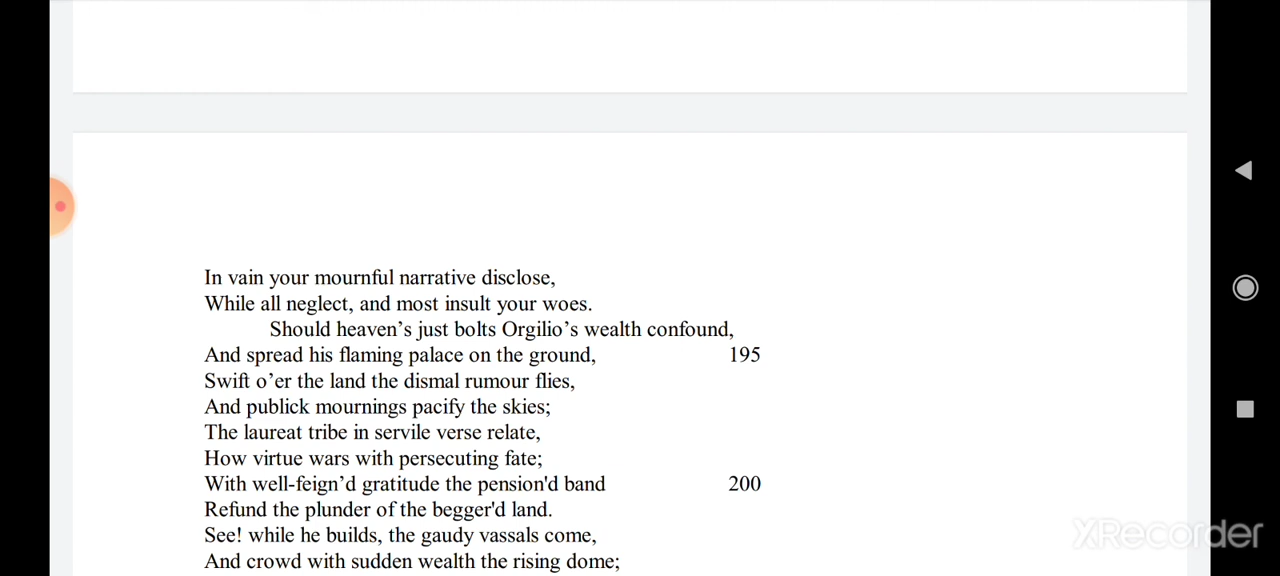 In vain your mournful narrative disclose,
While all neglect, and most insult your woes.
Should heaven’s just bolts Orgilio’s wealth confound,
And spread his flaming palace on the ground, 195
Swift o’er the land the dismal rumour flies,
And publick mournings pacify the skies;
The laureat tribe in servile verse relate,
How virtue wars with persecuting fate;
With well-feign’d gratitude the pension'd band 200
Refund the plunder of the begger'd land.
See! while he builds, the gaudy vassals come,
And crowd with sudden wealth the rising dome;
XRecorder